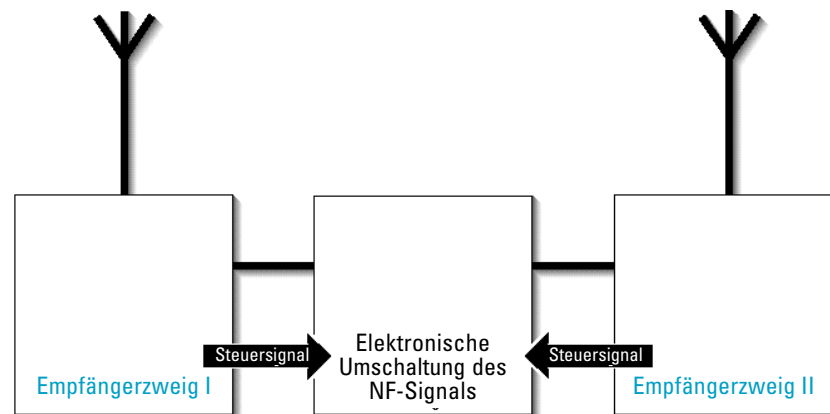 Steuersignal
Elektronische
Umschaltung des
NF-Signals
Steuersignal
Empfängerzweig I
Empfängerzweig II